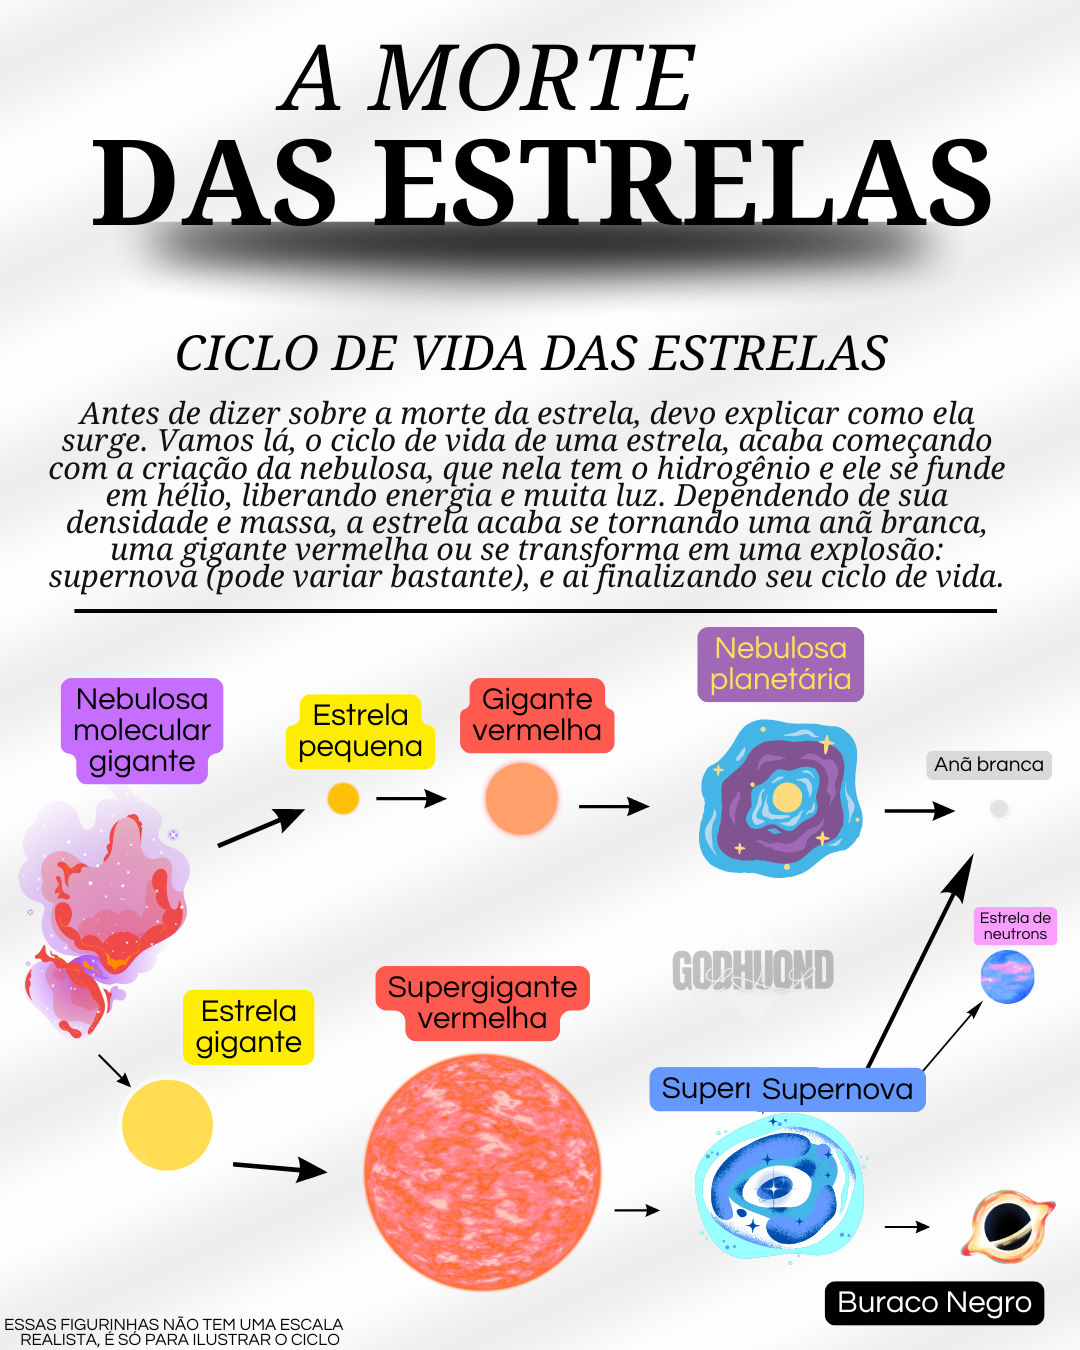 A MORTE
DAS ESTRELAS
CICLO DE VIDA DAS ESTRELAS
Antes de dizer sobre a morte da estrela, devo explicar como ela
surge. Vamos lá, o ciclo de vida de uma estrela, acaba começando
com a criação da nebulosa, que nela tem o hidrogênio e ele se funde
em hélio, liberando energia e muita luz. Dependendo de sua
densidade e massa, a estrela acaba se tornando uma anã branca,
uma gigante vermelha ou se transforma em uma explosão:
supernova (pode variar bastante), e ai finalizando seu ciclo de vida.
Nebulosa
planetária
Nebulosa
molecular
gigante
Estrela
pequena
Gigante
vermelha
Anã branca
Estrela de
neutrons
GODHUOND
Estrela
gigante
Supergigante
vermelha
Supernova
Buraco Negro
ESSAS FIGURINHAS NÃO TEM UMA ESCALA
REALISTA, É SÓ PARA ILUSTRAR O CICLO